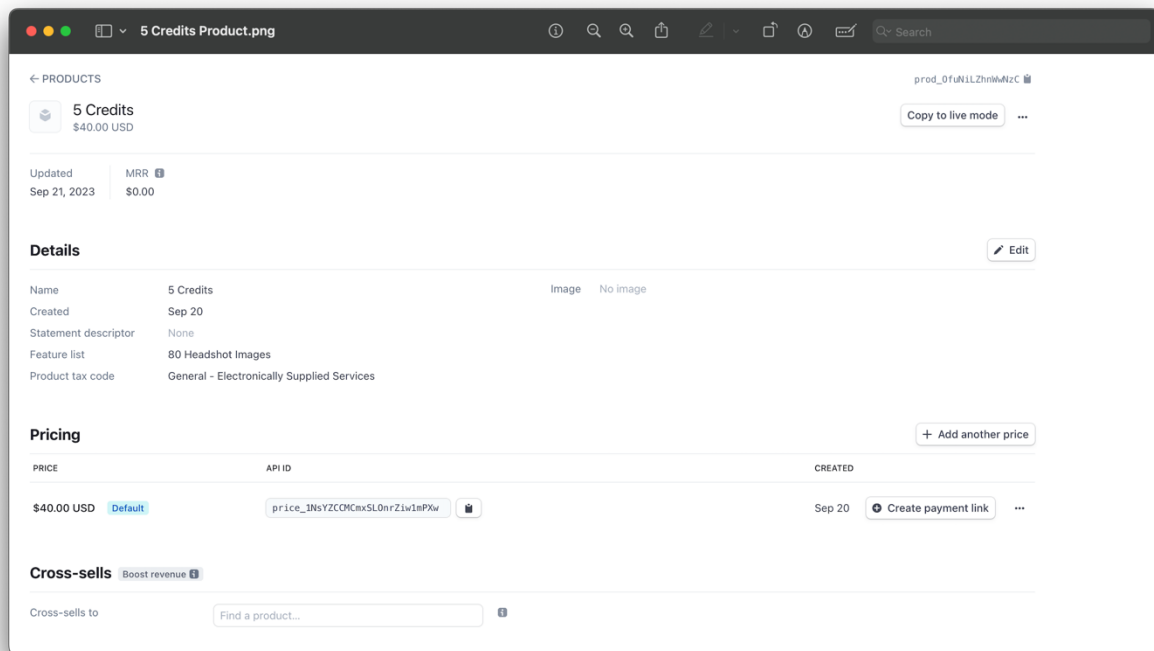 5 Credits Product.png
Search
PRODUCTS
prod_OfuNiLZhnWwNzC
5 Credits
$40.00 USD
Copy to live mode
Updated
MRR
Sep 21, 2023
$0.00
Details
Edit
Name
5 Credits
Image
No image
Created
Sep 20
Statement descriptor
None
Feature list
80 Headshot Images
Product tax code
General - Electronically Supplied Services
Pricing
Add another price
PRICE
API ID
CREATED
$40.00 USD
Default
price_1NsYZCCMCmxSLOnrZiw1mPXw
Sep 20
Create payment link
Cross-sells
Boost revenue
Cross-sells to
Find a product...